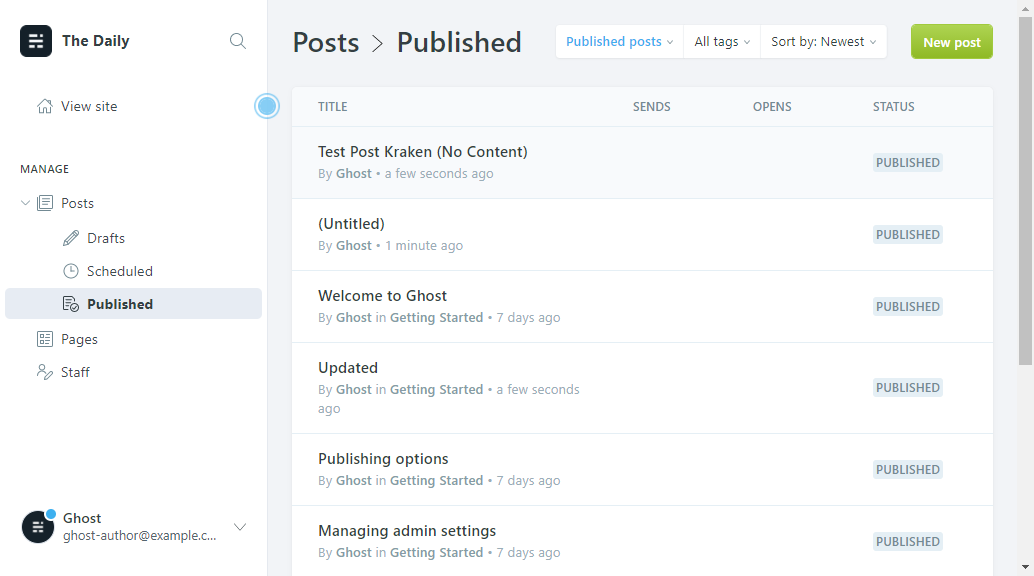 The Daily
View site
MANAGE
Posts
Drafts
Scheduled
Published
Pages
Staff
Ghost
ghost-author@example.c...
Posts > Published
Published posts
All tags
Sort by: Newest
New post
TITLE SENDS OPENS STATUS
Test Post Kraken (No Content)
By Ghost • a few seconds ago
PUBLISHED
(Untitled)
By Ghost • 1 minute ago
PUBLISHED
Welcome to Ghost
By Ghost in Getting Started • 7 days ago
PUBLISHED
Updated
By Ghost in Getting Started • a few seconds
ago
PUBLISHED
Publishing options
By Ghost in Getting Started • 7 days ago
PUBLISHED
Managing admin settings
By Ghost in Getting Started • 7 days ago
PUBLISHED